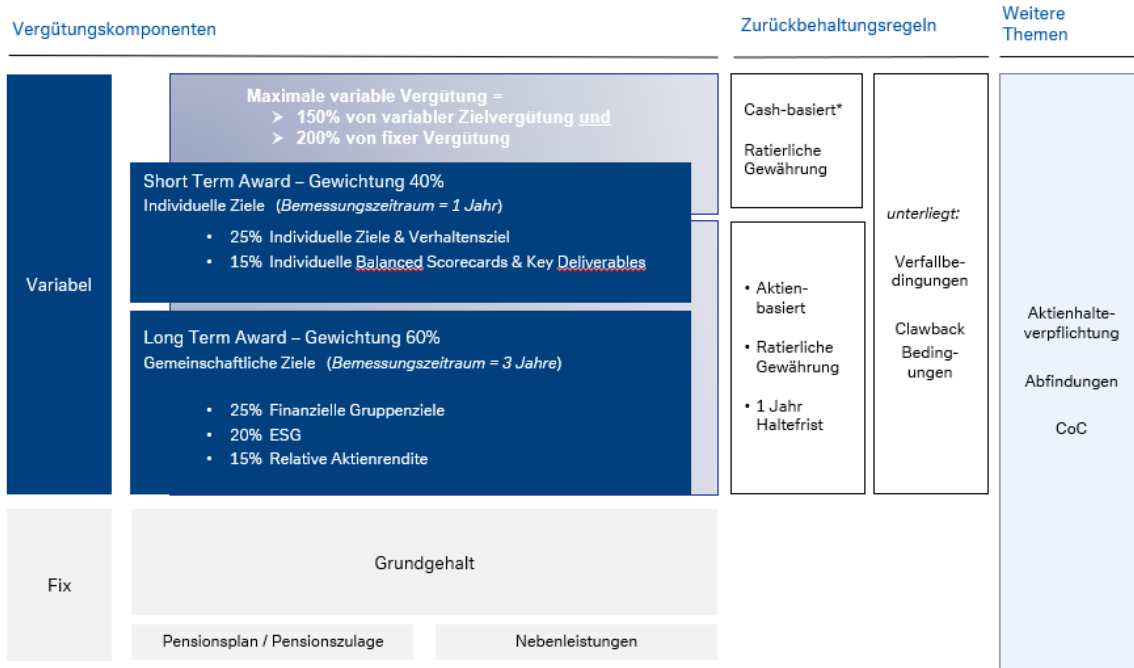 Vergütungskomponenten
Zurückbehaltungsregeln
Weitere
Themen
Variabel
Maximale variable Vergütung =
➢ 150% von variabler Zielvergütung und
➢ 200% von fixer Vergütung
Short Term Award – Gewichtung 40%
Individuelle Ziele (Bemessungszeitraum = 1 Jahr)
• 25% Individuelle Ziele & Verhaltensziel
• 15% Individuelle Balanced Scorecards & Key Deliverables
Long Term Award – Gewichtung 60%
Gemeinschaftliche Ziele (Bemessungszeitraum = 3 Jahre)
• 25% Finanzielle Gruppenziele
• 20% ESG
• 15% Relative Aktienrendite
Cash-basiert*
Ratierliche
Gewährung
• Aktien-
basiert
• Ratierliche
Gewährung
• 1 Jahr
Haltefrist
unterliegt:
Verfallbe-
dingungen
Clawback
Beding-
ungen
Aktienhalte-
verpflichtung
Abfindungen
CoC
Fix
Grundgehalt
Pensionsplan / Pensionszulage
Nebenleistungen